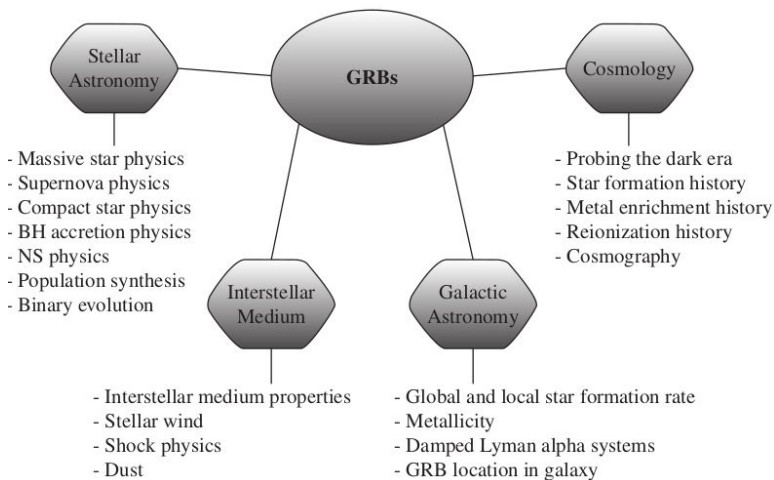 GRBs
Stellar
Astronomy
- Massive star physics
- Supernova physics
- Compact star physics
- BH accretion physics
- NS physics
- Population synthesis
- Binary evolution
Interstellar
Medium
- Interstellar medium properties
- Stellar wind
- Shock physics
- Dust
Galactic
Astronomy
- Global and local star formation rate
- Metallicity
- Damped Lyman alpha systems
- GRB location in galaxy
Cosmology
- Probing the dark era
- Star formation history
- Metal enrichment history
- Reionization history
- Cosmography